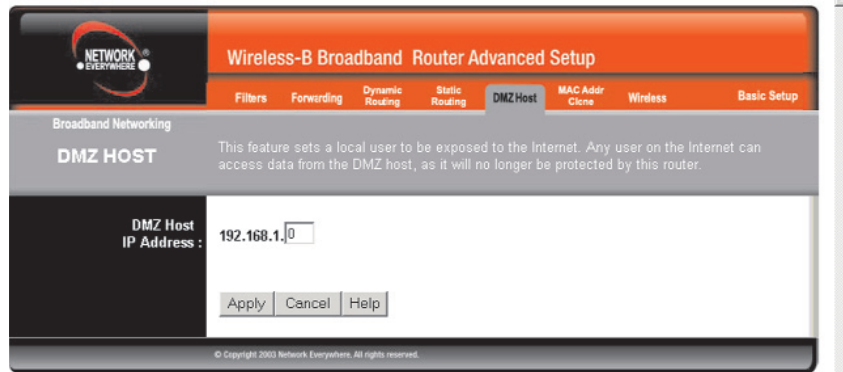 NETWORK ®
EVERYWHERE
Wireless-B Broadband Router Advanced Setup
Filters Forwarding Dynamic Routing Static Routing DMZ Host MAC Addr Clone Wireless Basic Setup
Broadband Networking
DMZ HOST
This feature sets a local user to be exposed to the Internet. Any user on the Internet can
access data from the DMZ host, as it will no longer be protected by this router.
DMZ Host
IP Address :
192.168.1. 0
Apply Cancel Help
© Copyright 2003 Network Everywhere. All rights reserved.